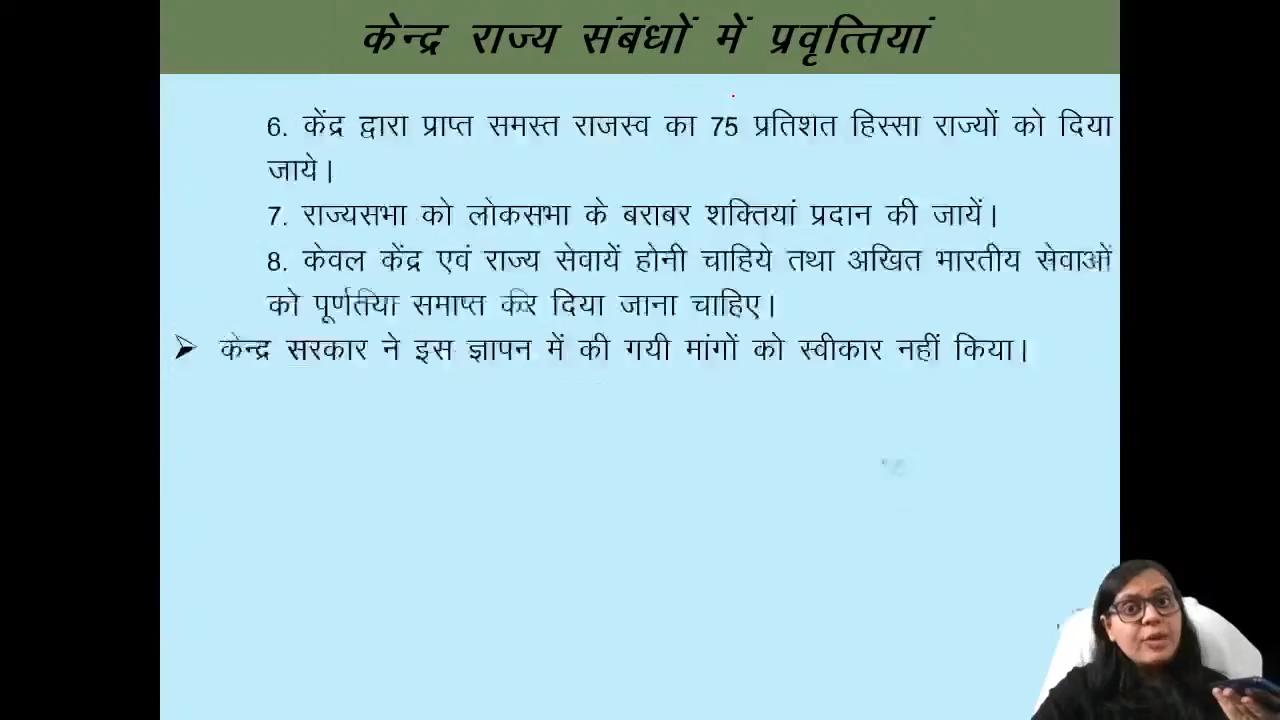 केन्द्र राज्य संबंधों में प्रवृत्तियां
6. केंद्र द्वारा प्राप्त समस्त राजस्व का 75 प्रतिशत हिस्सा राज्यों को दिया
जाये।
7. राज्यसभा को लोकसभा के बराबर शक्तियां प्रदान की जायें।
8. केवल केंद्र एवं राज्य सेवायें होनी चाहिये तथा अखित भारतीय सेवाओं
को पूर्णतया समाप्त कर दिया जाना चाहिए।
➤ केन्द्र सरकार ने इस ज्ञापन में की गयी मांगों को स्वीकार नहीं किया।